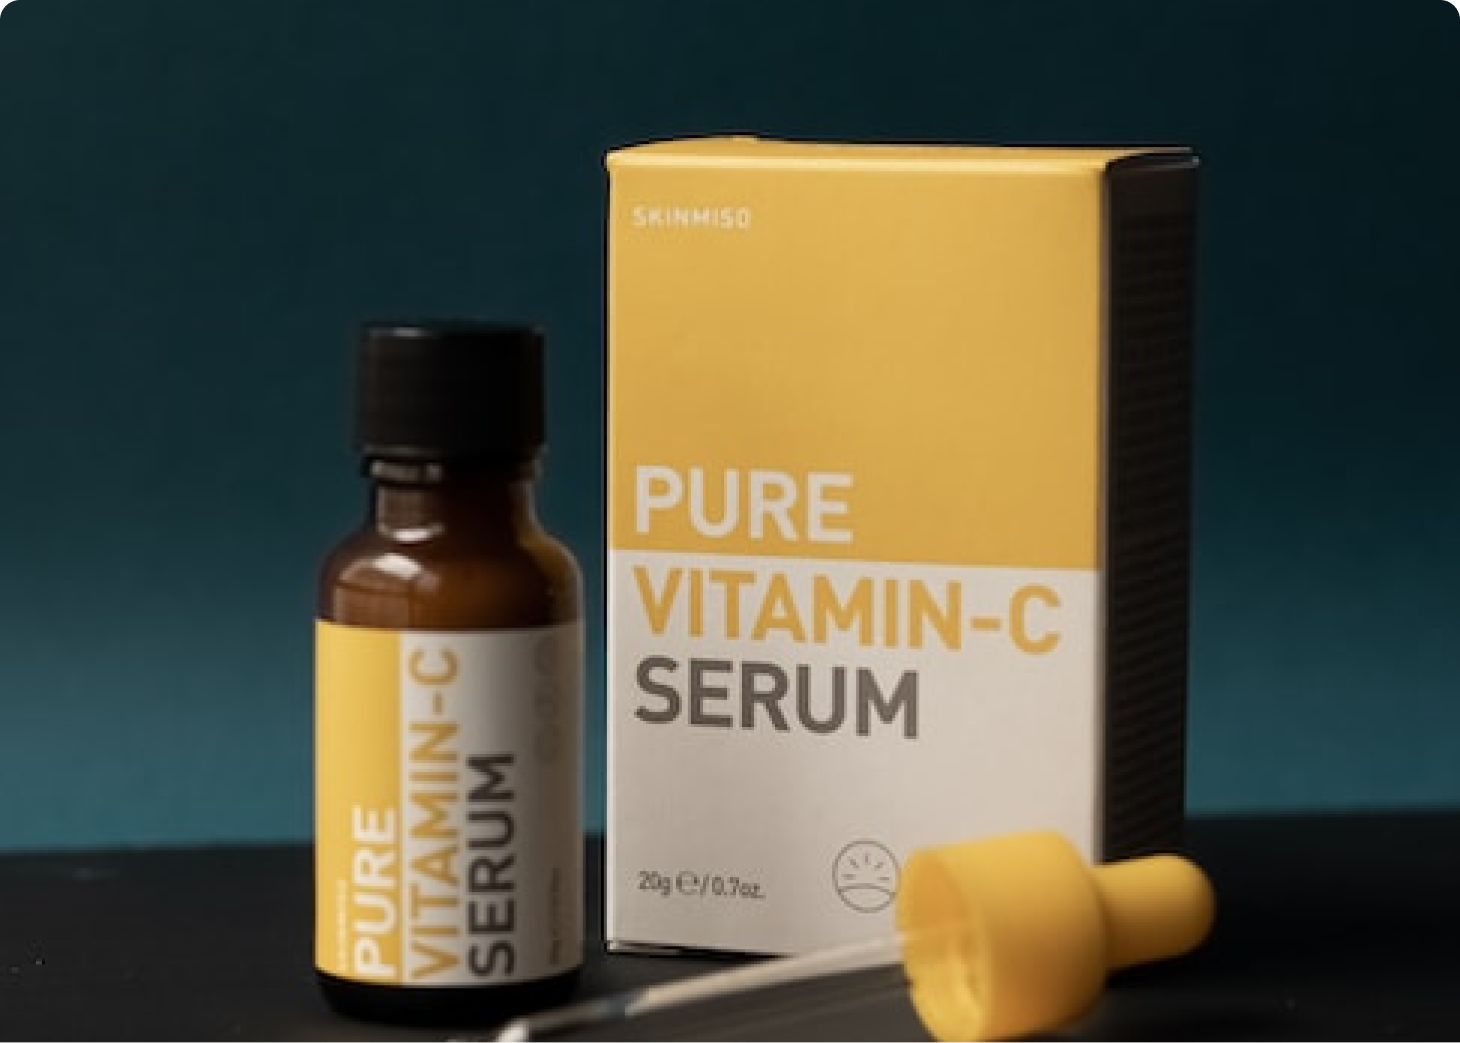 SKINMISO
PURE
VITAMIN-C
SERUM
20g ℮/ 0.7oz.
PURE
VITAMIN-C
SERUM